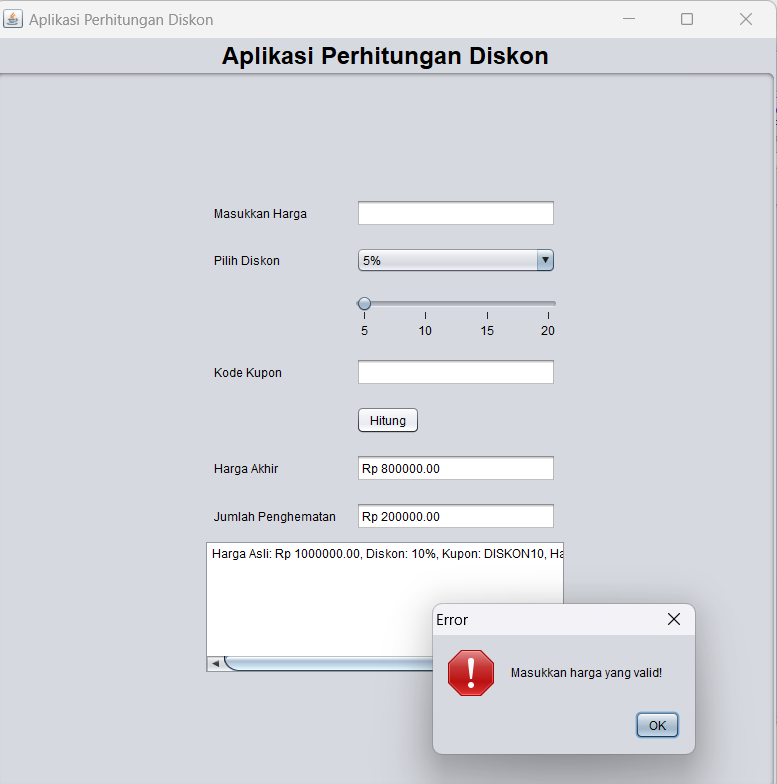 Aplikasi Perhitungan Diskon
Aplikasi Perhitungan Diskon
Masukkan Harga
Pilih Diskon 5%
5 10 15 20
Kode Kupon
Hitung
Harga Akhir Rp 800000.00
Jumlah Penghematan Rp 200000.00
Harga Asli: Rp 1000000.00, Diskon: 10%, Kupon: DISKON10, Ha
Error
Masukkan harga yang valid!
OK